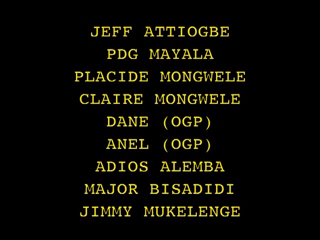 JEFF ATTIOGBE
PDG MAYALA
PLACIDE MONGWELE
CLAIRE MONGWELE
DANE (OGP)
ANEL (OGP)
ADIOS ALEMBA
MAJOR BISADIDI
JIMMY MUKELENGE